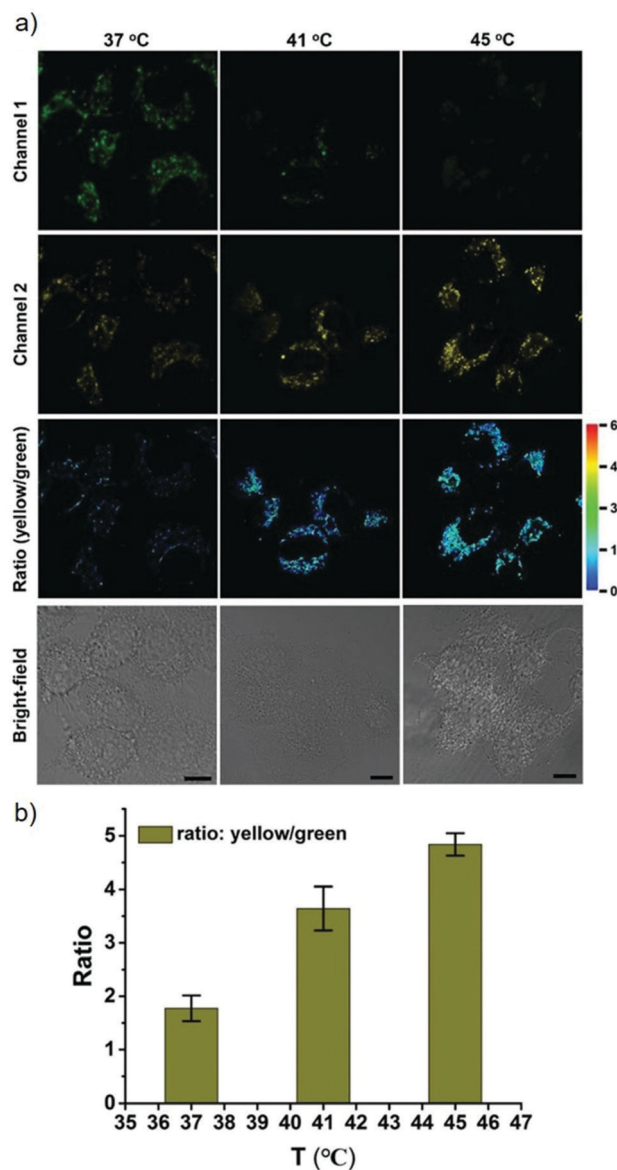 a)
37 °C 41 °C 45 °C
Channel 1
Channel 2
Ratio (yellow/green)
6
4
3
1
0
Bright-field
b)
ratio: yellow/green
5
4
3
2
1
0
Ratio
35 36 37 38 39 40 41 42 43 44 45 46 47
T (°C)